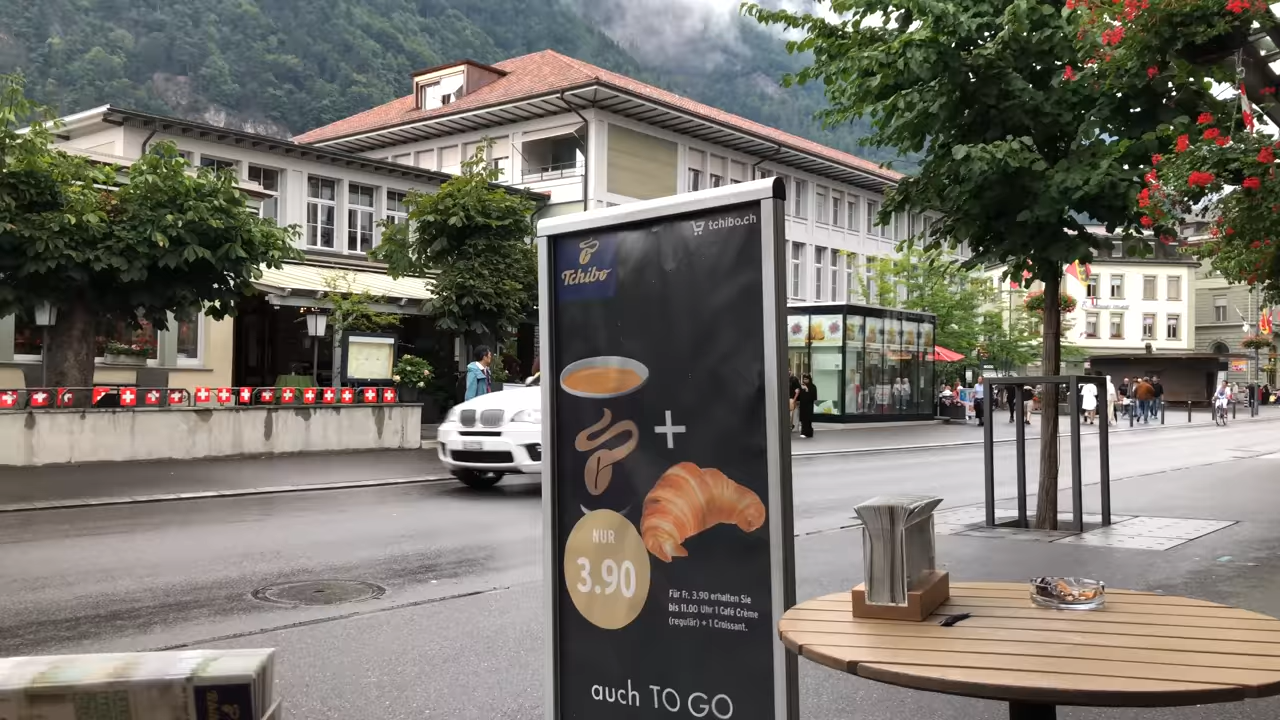 tchibo.ch
Tchibo
+
NUR
3.90
Für Fr. 3.90 erhalten Sie
bis 11.00 Uhr 1 Café Crème
(regulär) + 1 Croissant.
auch TO GO